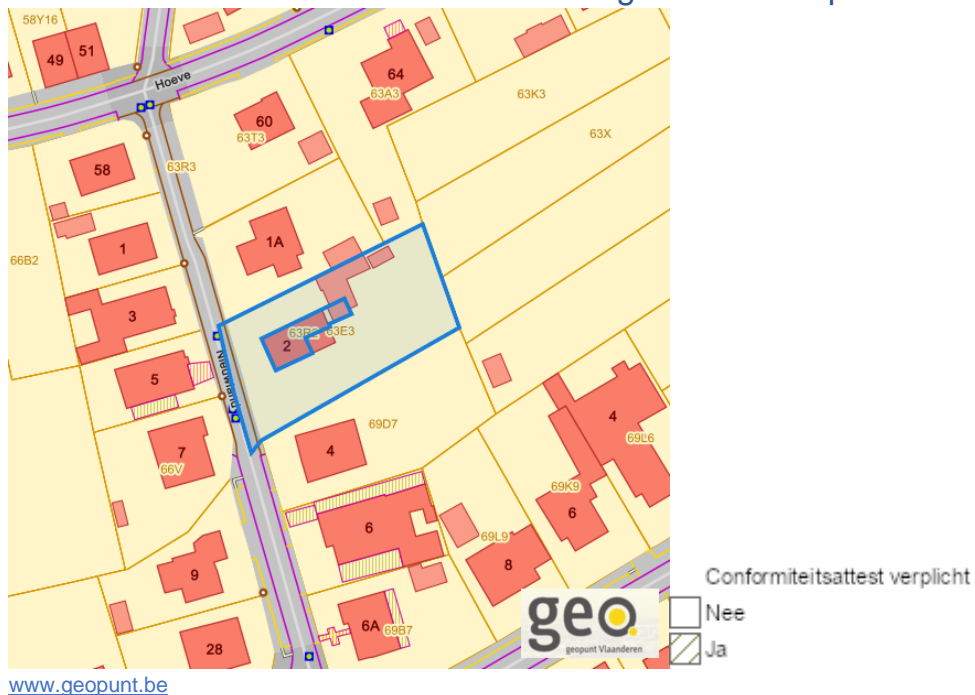 58Y16
49
51
Hoeve
64
63A3
63K3
60
63T3
63X
58
63R3
66B2
1
1A
3
63E3
2
5
Nieuwland
4
69D7
4
69L6
7
66V
6
69K9
6
69L9
8
9
28
6A
69B7
geo.
geopunt Vlaanderen
Conformiteitsattest verplicht
Nee
Ja
www.geopunt.be